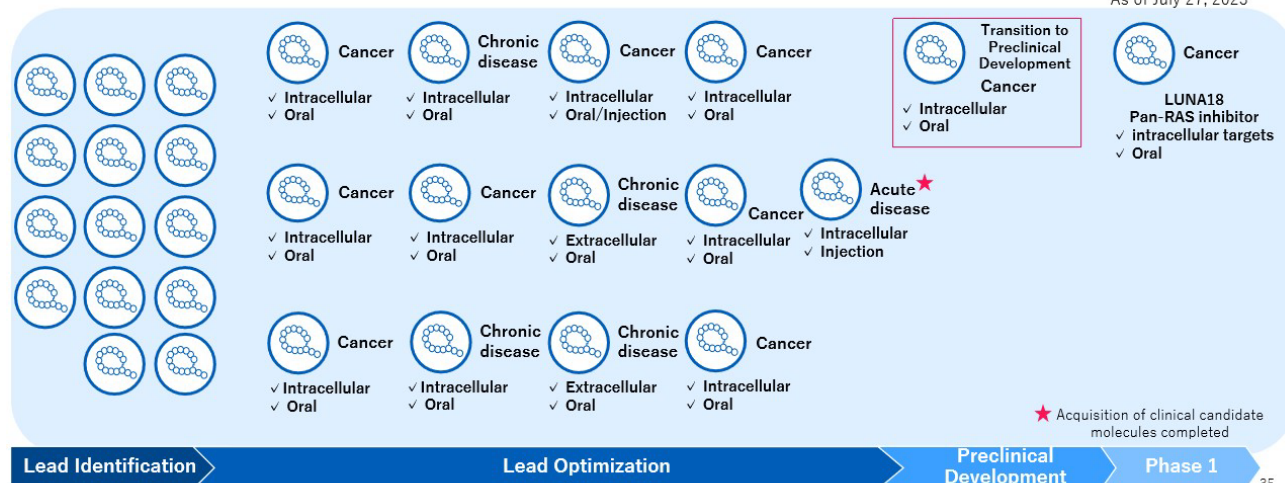 As of July 27, 2023
Cancer
✓ Intracellular
✓ Oral
Chronic
disease
✓ Intracellular
✓ Oral
Cancer
✓ Intracellular
✓ Oral/Injection
Cancer
✓ Intracellular
✓ Oral
Transition to
Preclinical
Development
Cancer
✓ Intracellular
✓ Oral
Cancer
LUNA18
Pan-RAS inhibitor
✓ intracellular targets
✓ Oral
Cancer
✓ Intracellular
✓ Oral
Cancer
✓ Intracellular
✓ Oral
Chronic
disease
✓ Extracellular
✓ Oral
Cancer
✓ Intracellular
✓ Oral
Acute★
disease
✓ Intracellular
✓ Injection
Cancer
✓ Intracellular
✓ Oral
Chronic
disease
✓ Intracellular
✓ Oral
Chronic
disease
✓ Extracellular
✓ Oral
Cancer
✓ Intracellular
✓ Oral
★ Acquisition of clinical candidate
molecules completed
Lead Identification
Lead Optimization
Preclinical
Development
Phase 1
35